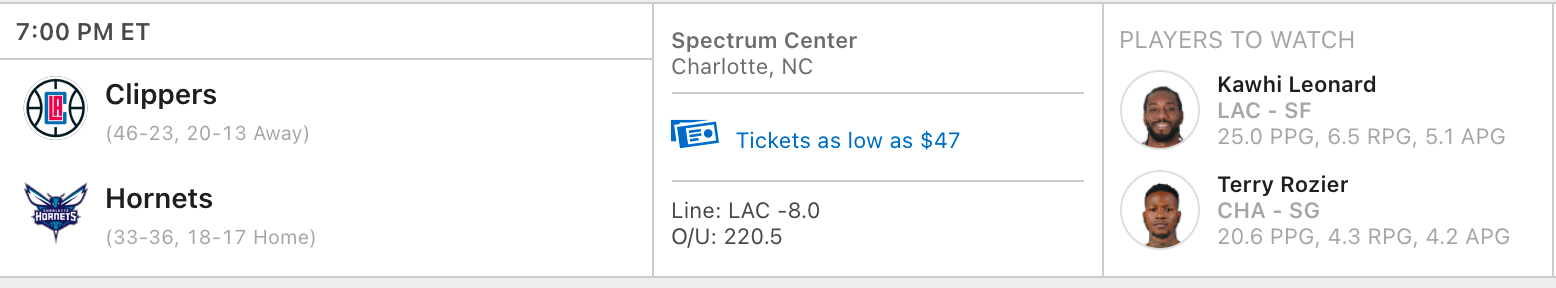 7:00 PM ET
Clippers
(46-23, 20-13 Away)
CHARLOTTE
HORNETS
Hornets
(33-36, 18-17 Home)
Spectrum Center
Charlotte, NC
Tickets as low as $47
Line: LAC -8.0
O/U: 220.5
PLAYERS TO WATCH
Kawhi Leonard
LAC - SF
25.0 PPG, 6.5 RPG, 5.1 APG
Terry Rozier
CHA - SG
20.6 PPG, 4.3 RPG, 4.2 APG